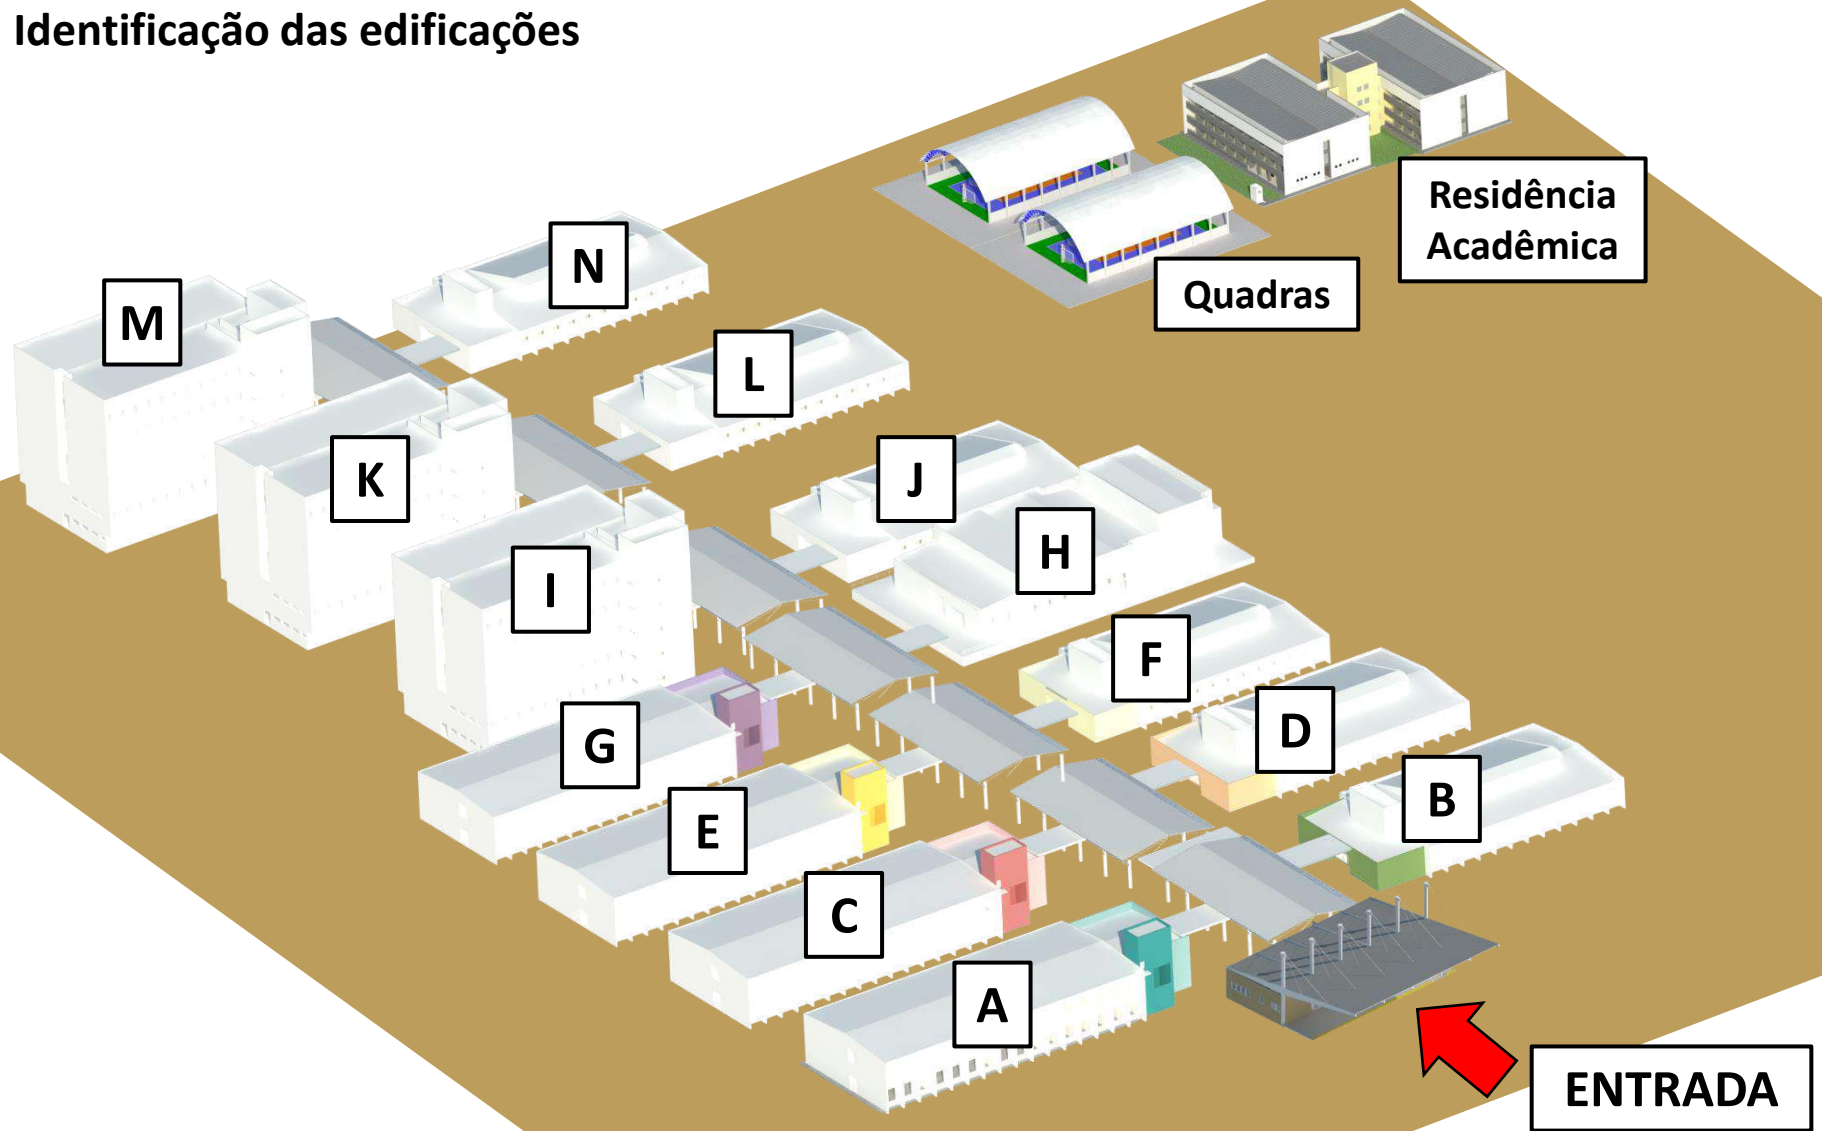 Identificação das edificações
Residência
Acadêmica
Quadras
N
M
L
K
J
H
I
F
G
D
E
B
C
A
ENTRADA